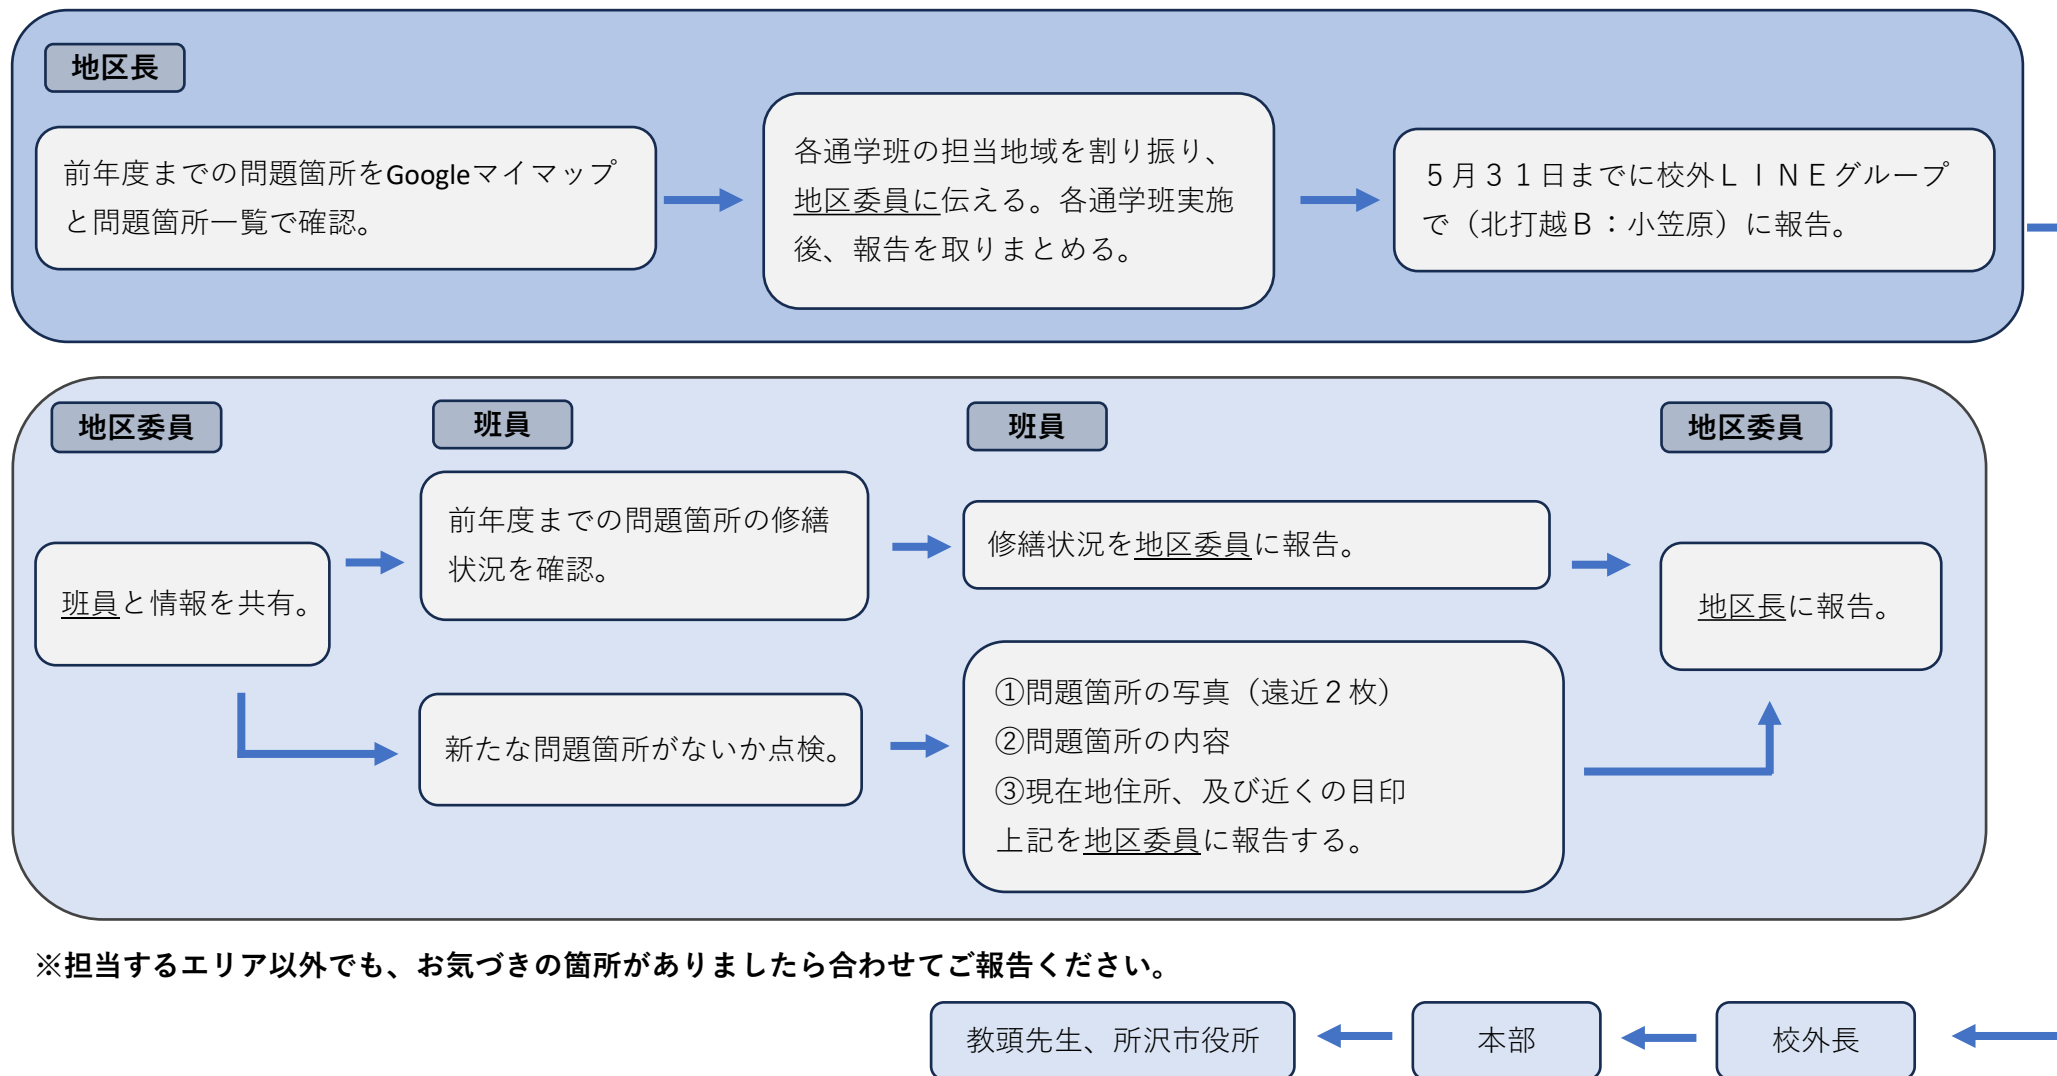 地区長
前年度までの問題箇所をGoogleマイマップ
と問題箇所一覧で確認。
各通学班の担当地域を割り振り、
地区委員に伝える。各通学班実施
後、報告を取りまとめる。
５月３１日までに校外ＬＩＮＥグループ
で（北打越Ｂ：小笠原）に報告。
地区委員
班員
班員
地区委員
班員と情報を共有。
前年度までの問題箇所の修繕
状況を確認。
修繕状況を地区委員に報告。
地区長に報告。
新たな問題箇所がないか点検。
①問題箇所の写真（遠近２枚）
②問題箇所の内容
③現在地住所、及び近くの目印
上記を地区委員に報告する。
※担当するエリア以外でも、お気づきの箇所がありましたら合わせてご報告ください。
教頭先生、所沢市役所
本部
校外長